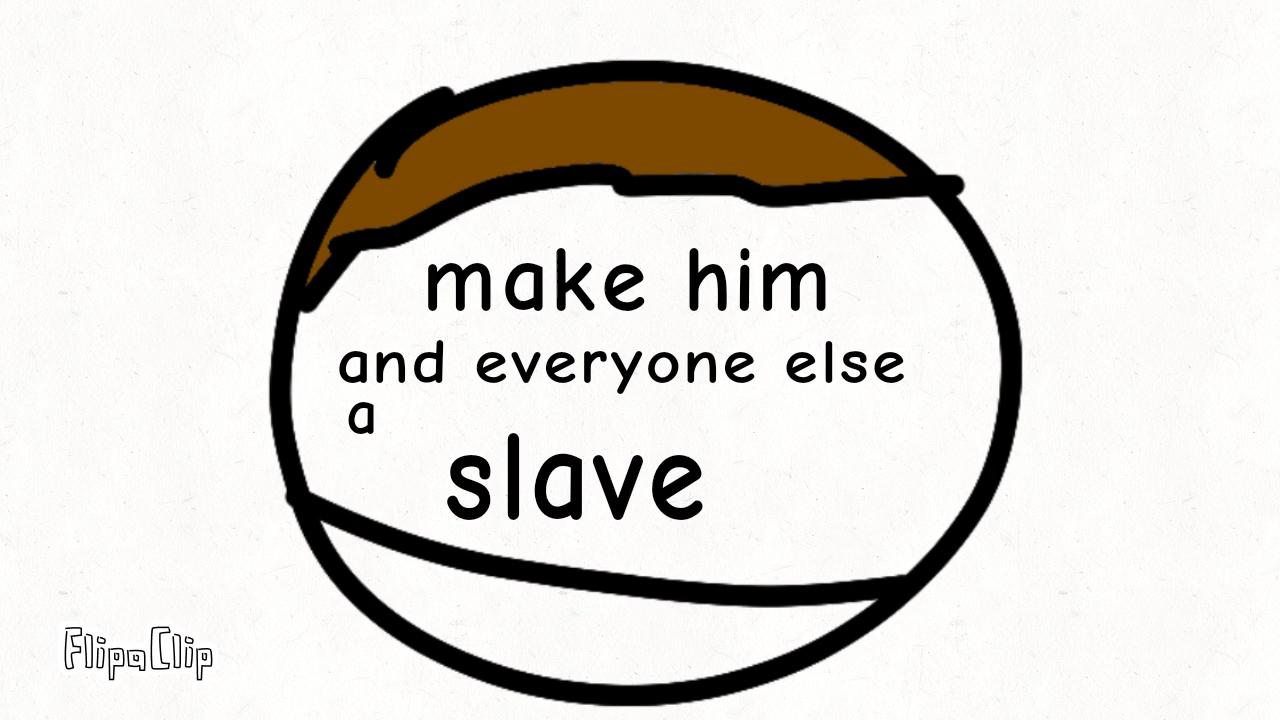 make him
and everyone else
a
slave
FlipaClip